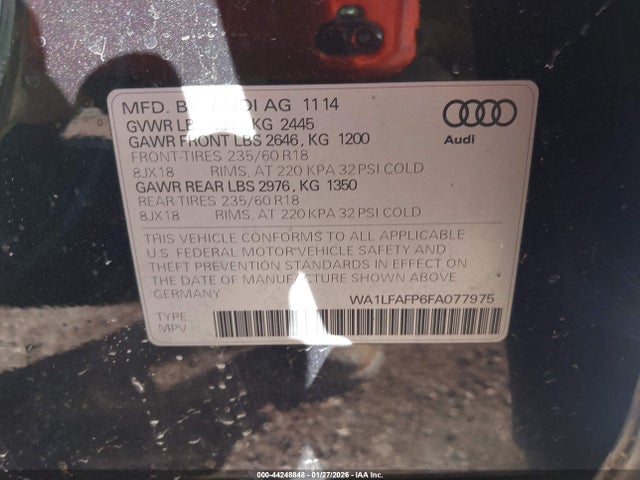 MFD. BY AUDI AG 11 14
GVWR LBS KG 2445
GAWR FRONT LBS 2646, KG 1200
FRONT-TIRES 235/60 R18
8JX18 RIMS, AT 220 KPA 32 PSI COLD
GAWR REAR LBS 2976, KG 1350
REAR-TIRES 235/60 R18
8JX18 RIMS, AT 220 KPA 32 PSI COLD
Audi
THIS VEHICLE CONFORMS TO ALL APPLICABLE
U.S. FEDERAL MOTOR VEHICLE SAFETY AND
THEFT PREVENTION STANDARDS IN EFFECT ON
THE DATE OF MANUFACTURE SHOWN ABOVE.
GERMANY WA1LFAFP6FA077975
TYPE
MPV
000-44248848 - 01/27/2026 - IAA Inc.